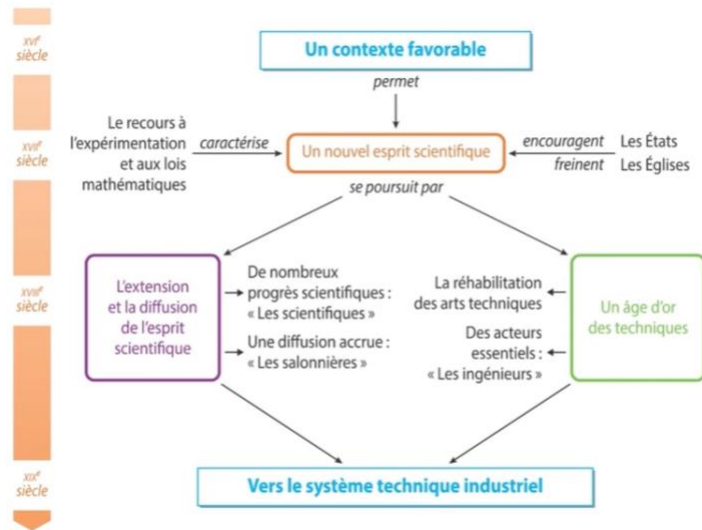 XVIe
siècle
Un contexte favorable
permet
XVIIe
siècle
Le recours à
l'expérimentation
et aux lois
mathématiques
caractérise
Un nouvel esprit scientifique
encouragent
Les États
freinent
Les Églises
se poursuit par
XVIIIe
siècle
L'extension
et la diffusion
de l'esprit
scientifique
De nombreux
progrès scientifiques :
« Les scientifiques »
Une diffusion accrue :
« Les salonnières »
La réhabilitation
des arts techniques
Des acteurs
essentiels :
« Les ingénieurs »
Un âge d'or
des techniques
XIXe
siècle
Vers le système technique industriel